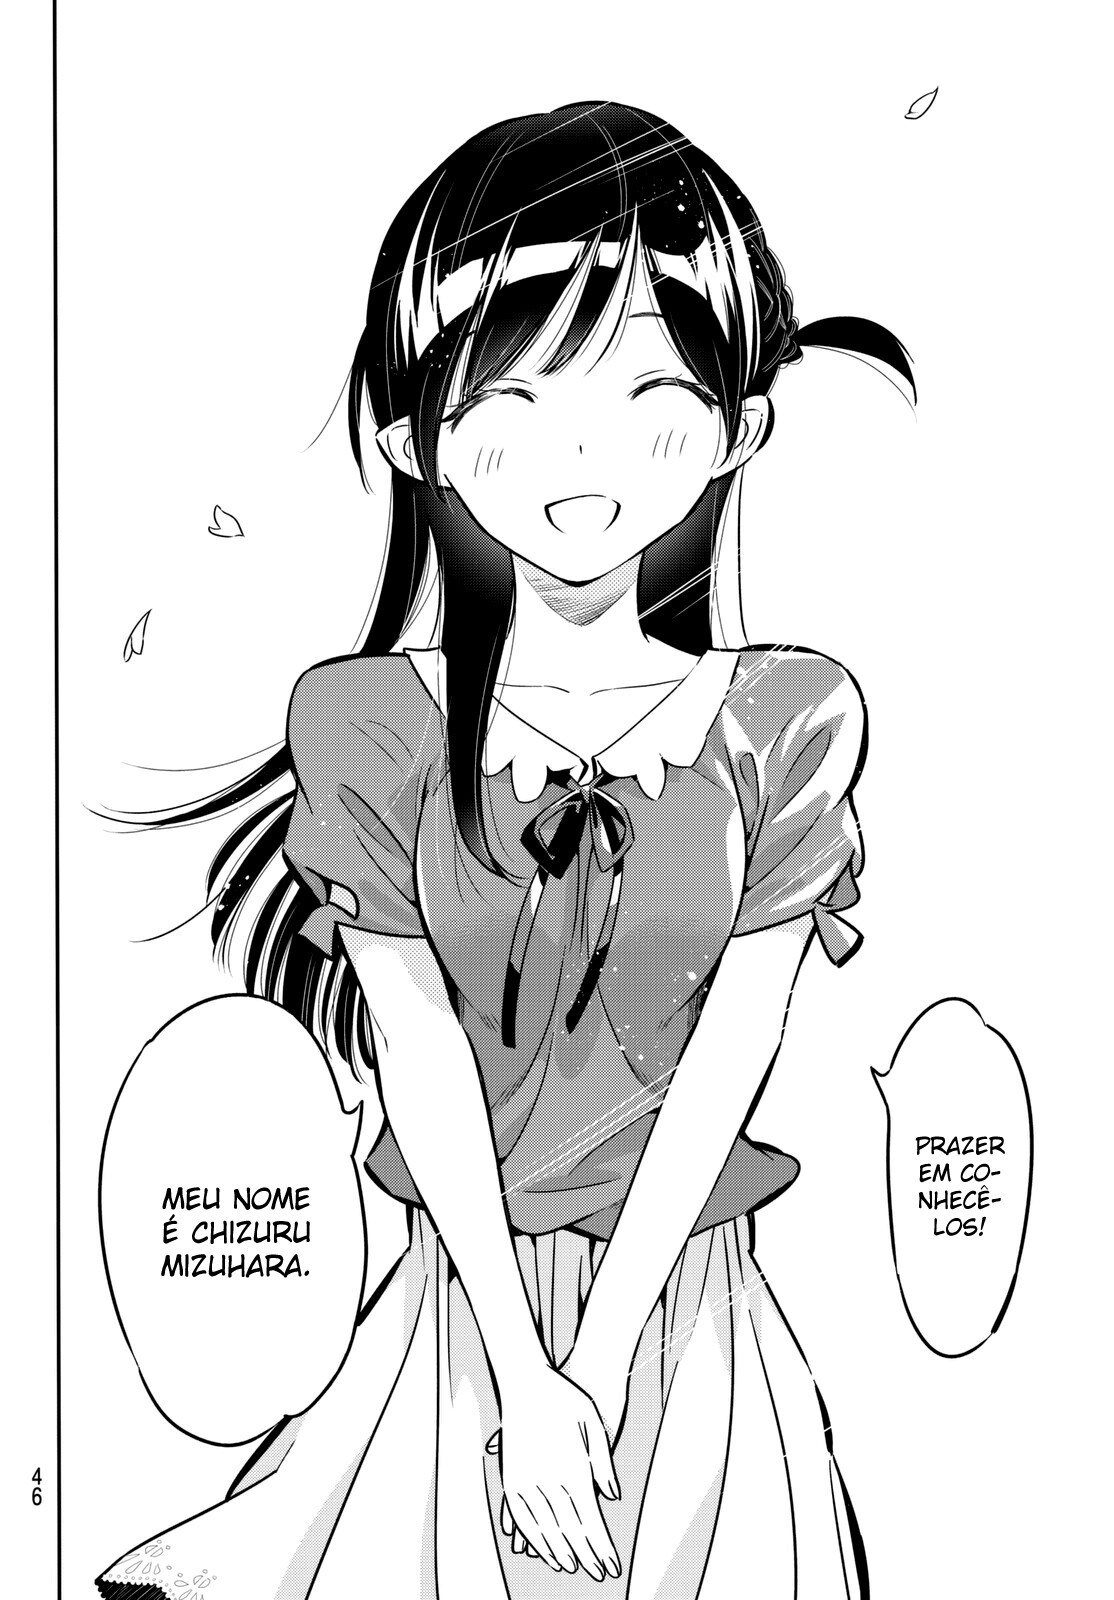 PRAZER
EM CO-
NHECÊ-
LOS!
MEU NOME
É CHIZURU
MIZUHARA.
46